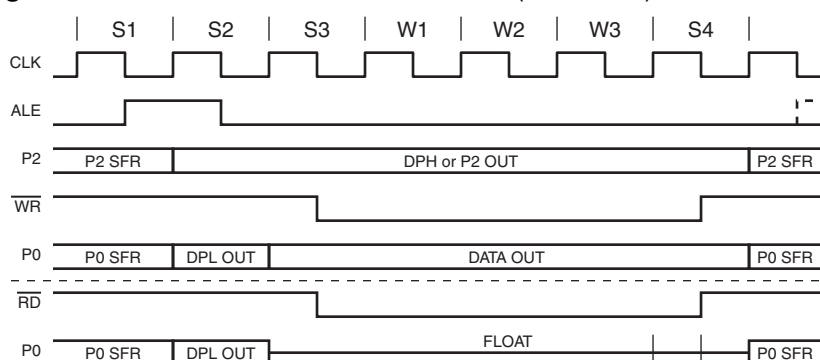 S1 S2 S3 W1 W2 W3 S4
CLK
ALE
P2 P2 SFR DPH or P2 OUT P2 SFR
WR
P0 P0 SFR DPL OUT DATA OUT P0 SFR
RD
P0 P0 SFR DPL OUT FLOAT P0 SFR